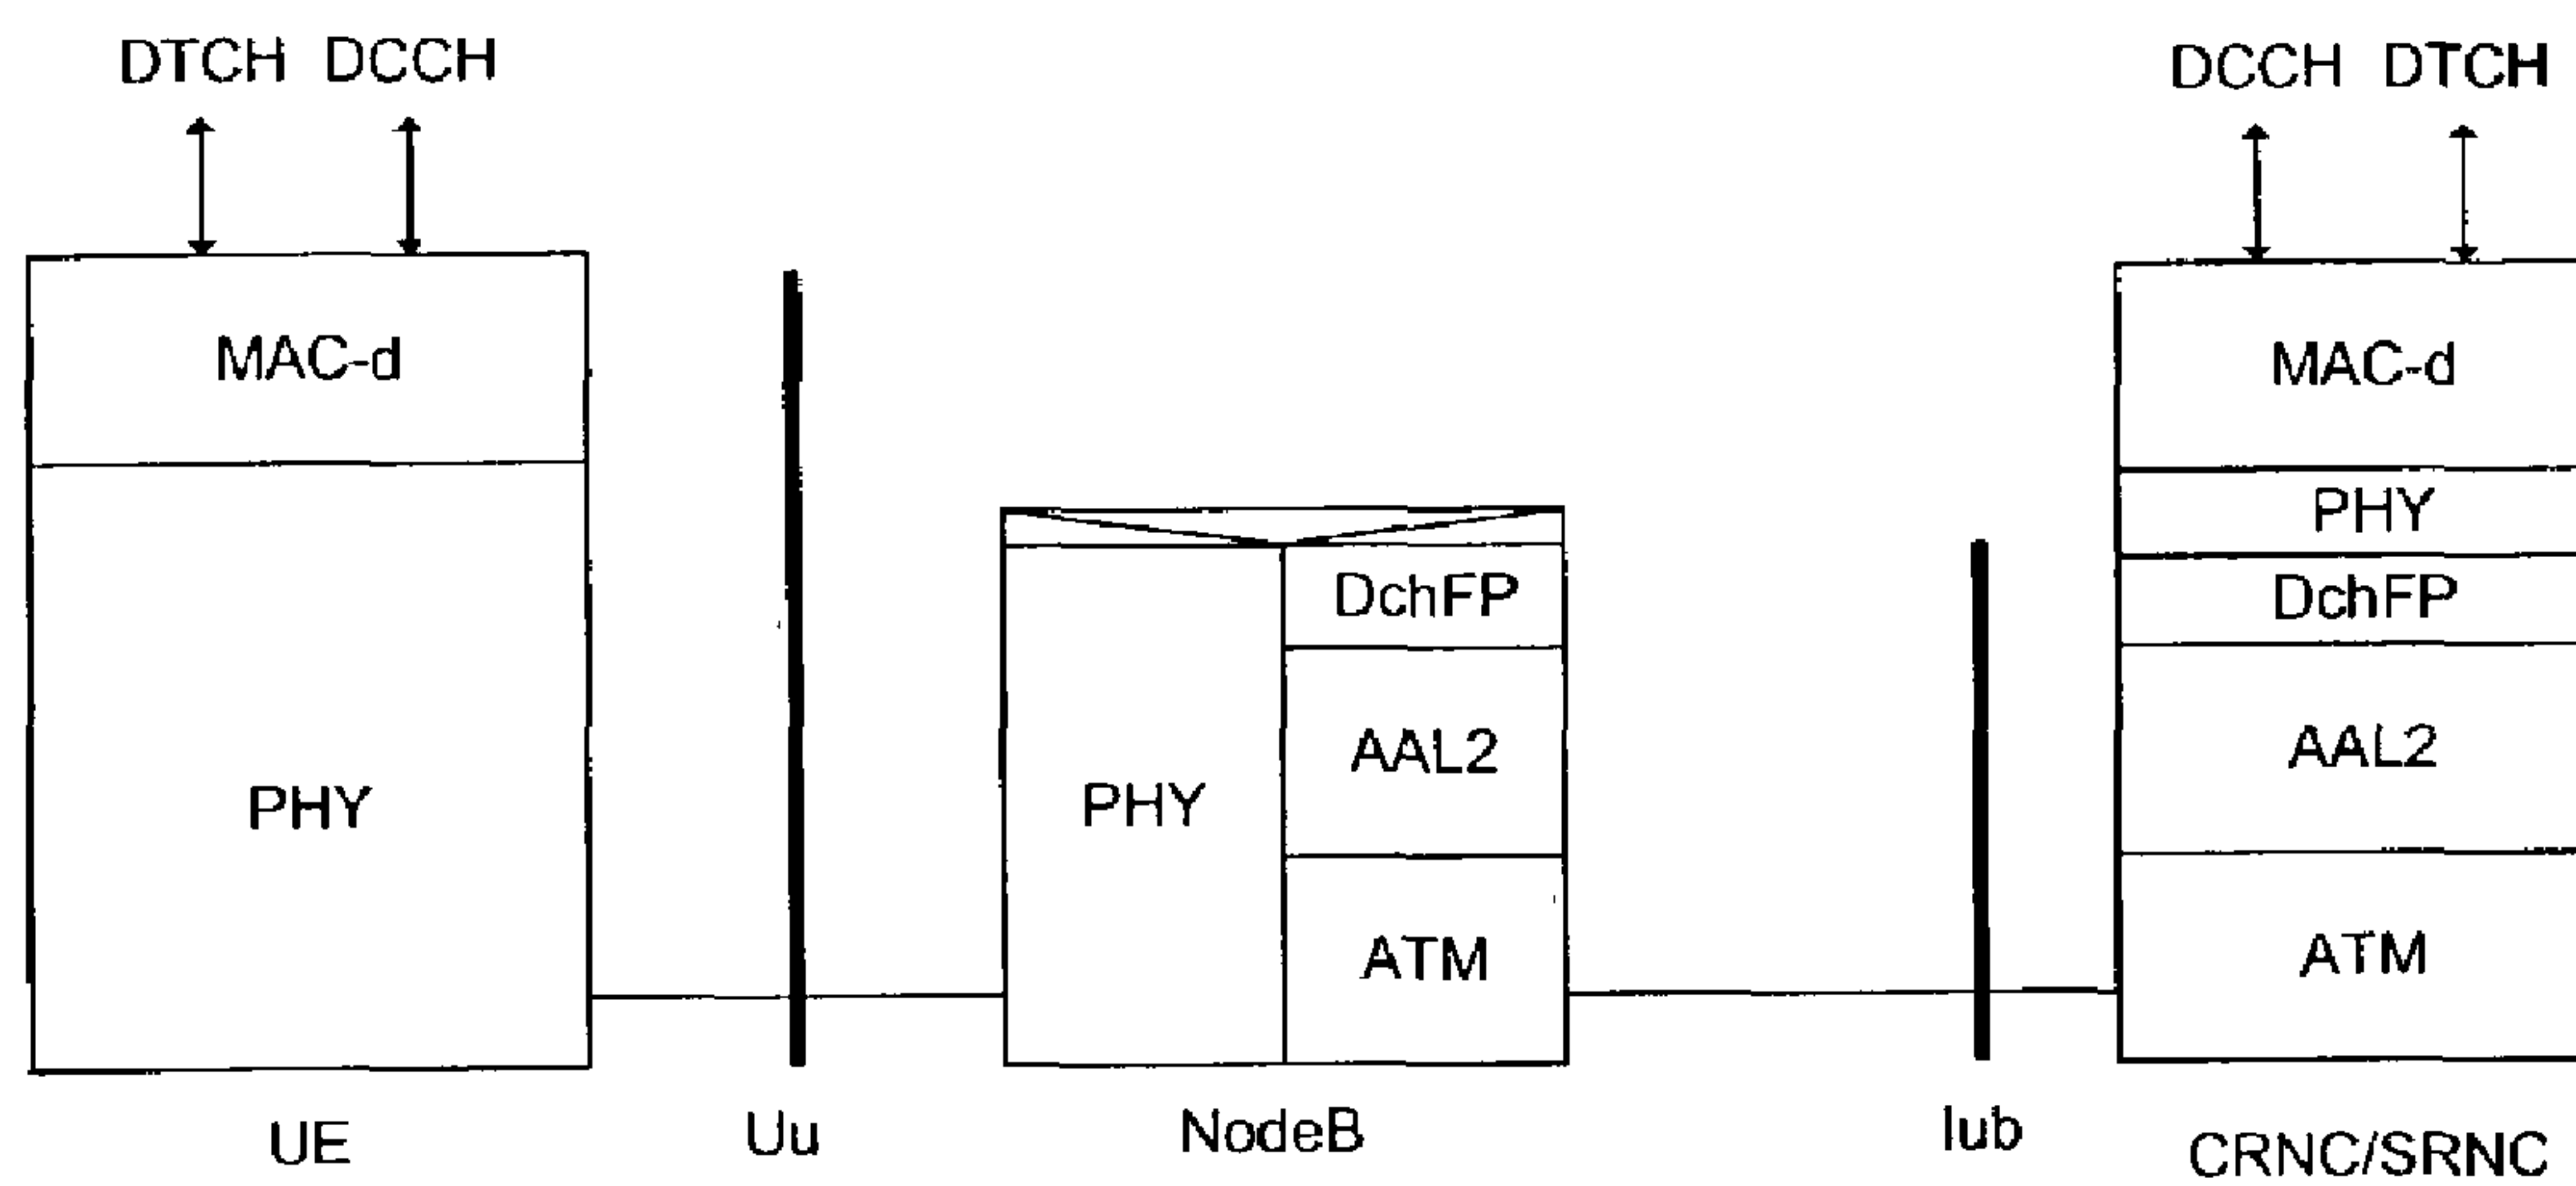 DTCH DCCH
MAC-d
PHY
UE
Uu
PHY
DchFP
AAL2
ATM
NodeB
Iub
DCCH DTCH
MAC-d
PHY
DchFP
AAL2
ATM
CRNC/SRNC